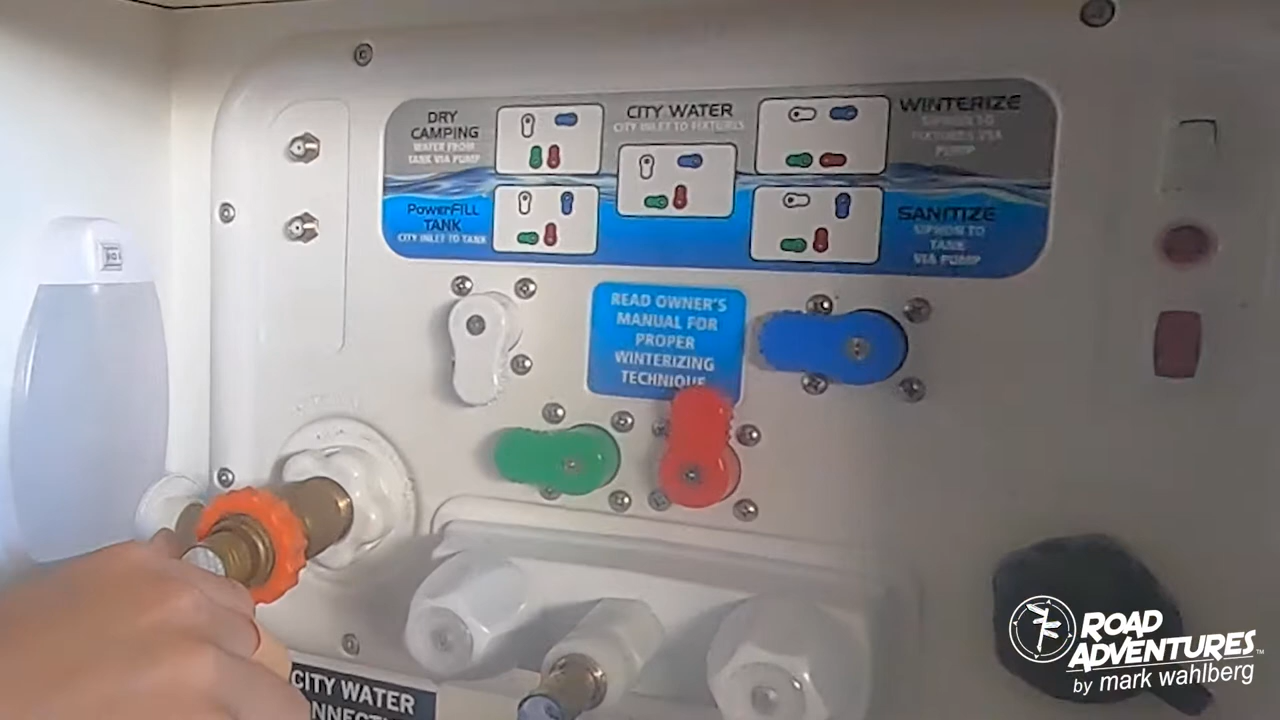 DRY
CAMPING
WATER FROM
TANK VIA PUMP
CITY WATER
CITY INLET TO FIXTURES
WINTERIZE
SIPHON TO
FIXTURES VIA
PUMP
PowerFILL
TANK
CITY INLET TO TANK
SANITIZE
SIPHON TO
TANK
VIA PUMP
READ OWNER'S
MANUAL FOR
PROPER
WINTERIZING
TECHNIQUE
CITY WATER
ROAD
ADVENTURES™
by mark wahlberg